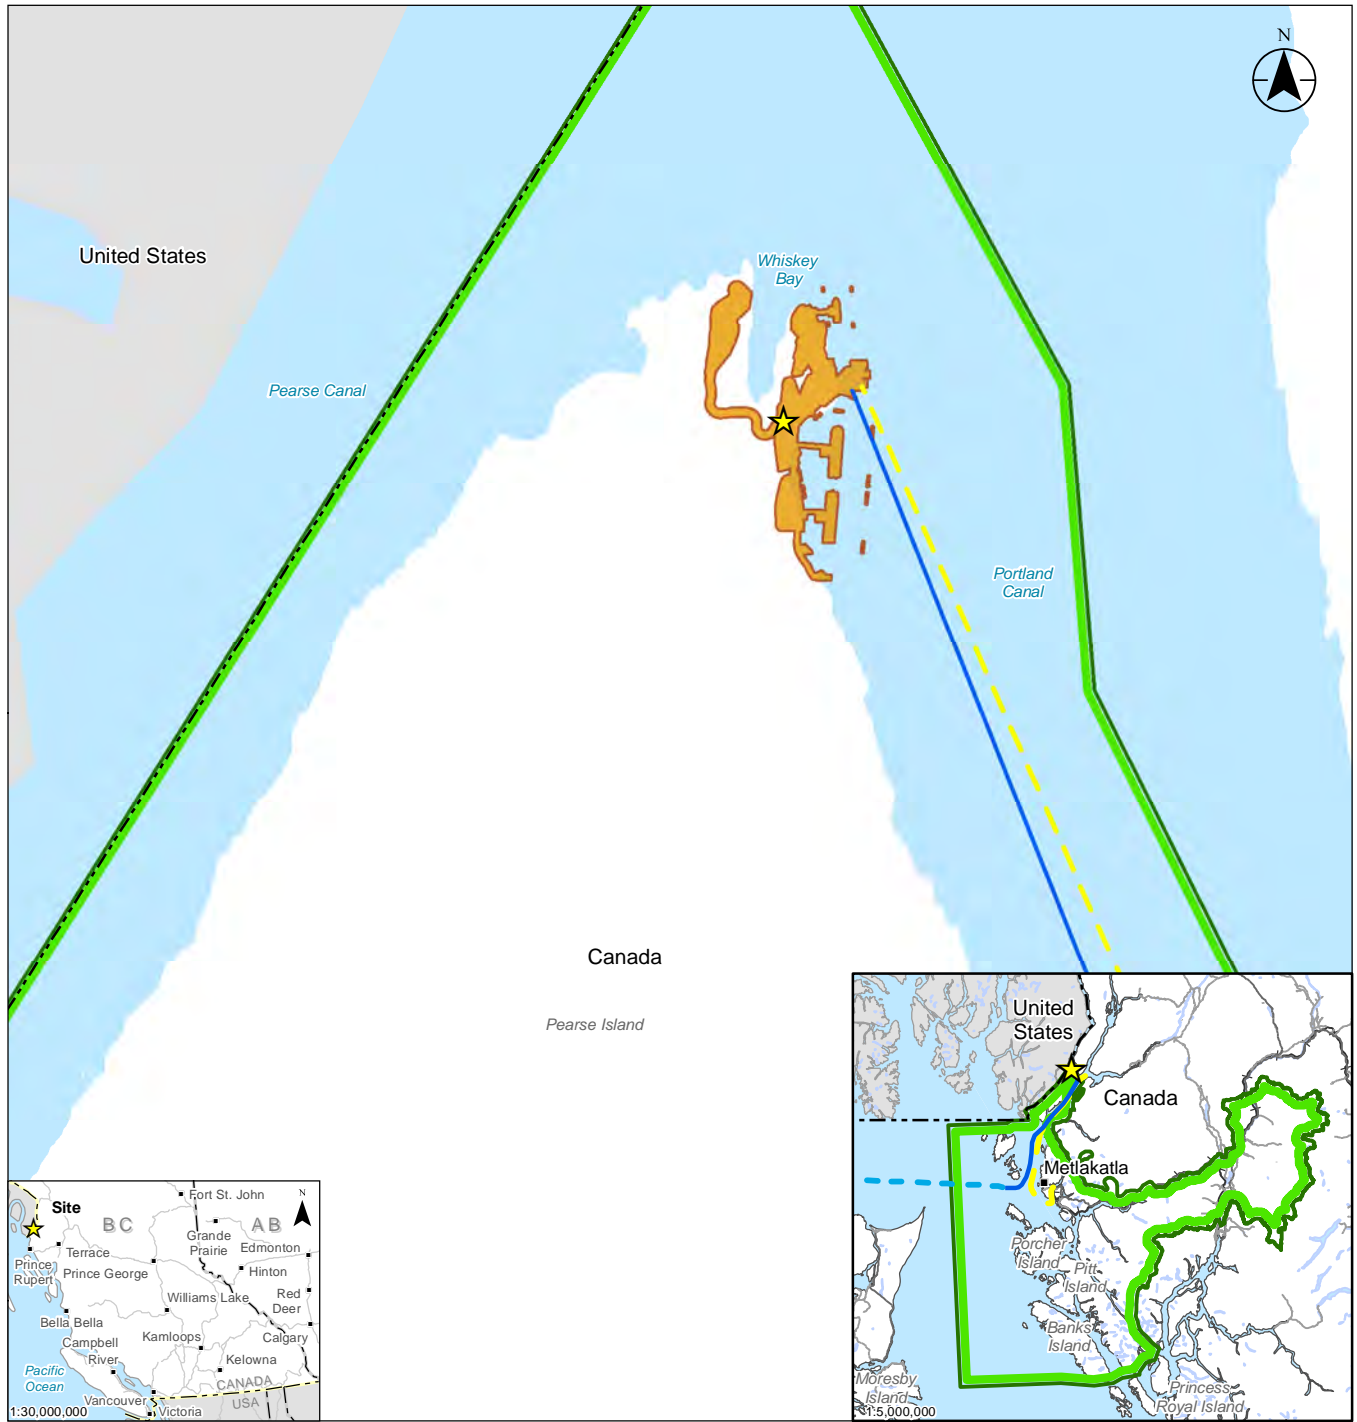 N
United States
Whiskey
Bay
Pearse Canal
Portland
Canal
Canada
Pearse Island
United
States
Canada
Metlakatla
Porcher
Island
Pitt
Island
Banks
Island
Moresby
Island
Princess
Royal Island
1:5,000,000
N
Site
Fort St. John
BC
AB
Grande
Prairie
Edmonton
Terrace
Prince
Rupert
Prince George
Hinton
Williams Lake
Red
Deer
Bella Bella
Campbell
River
Kamloops
Calgary
Kelowna
Pacific
Ocean
CANADA
USA
Vancouver
Victoria
1:30,000,000